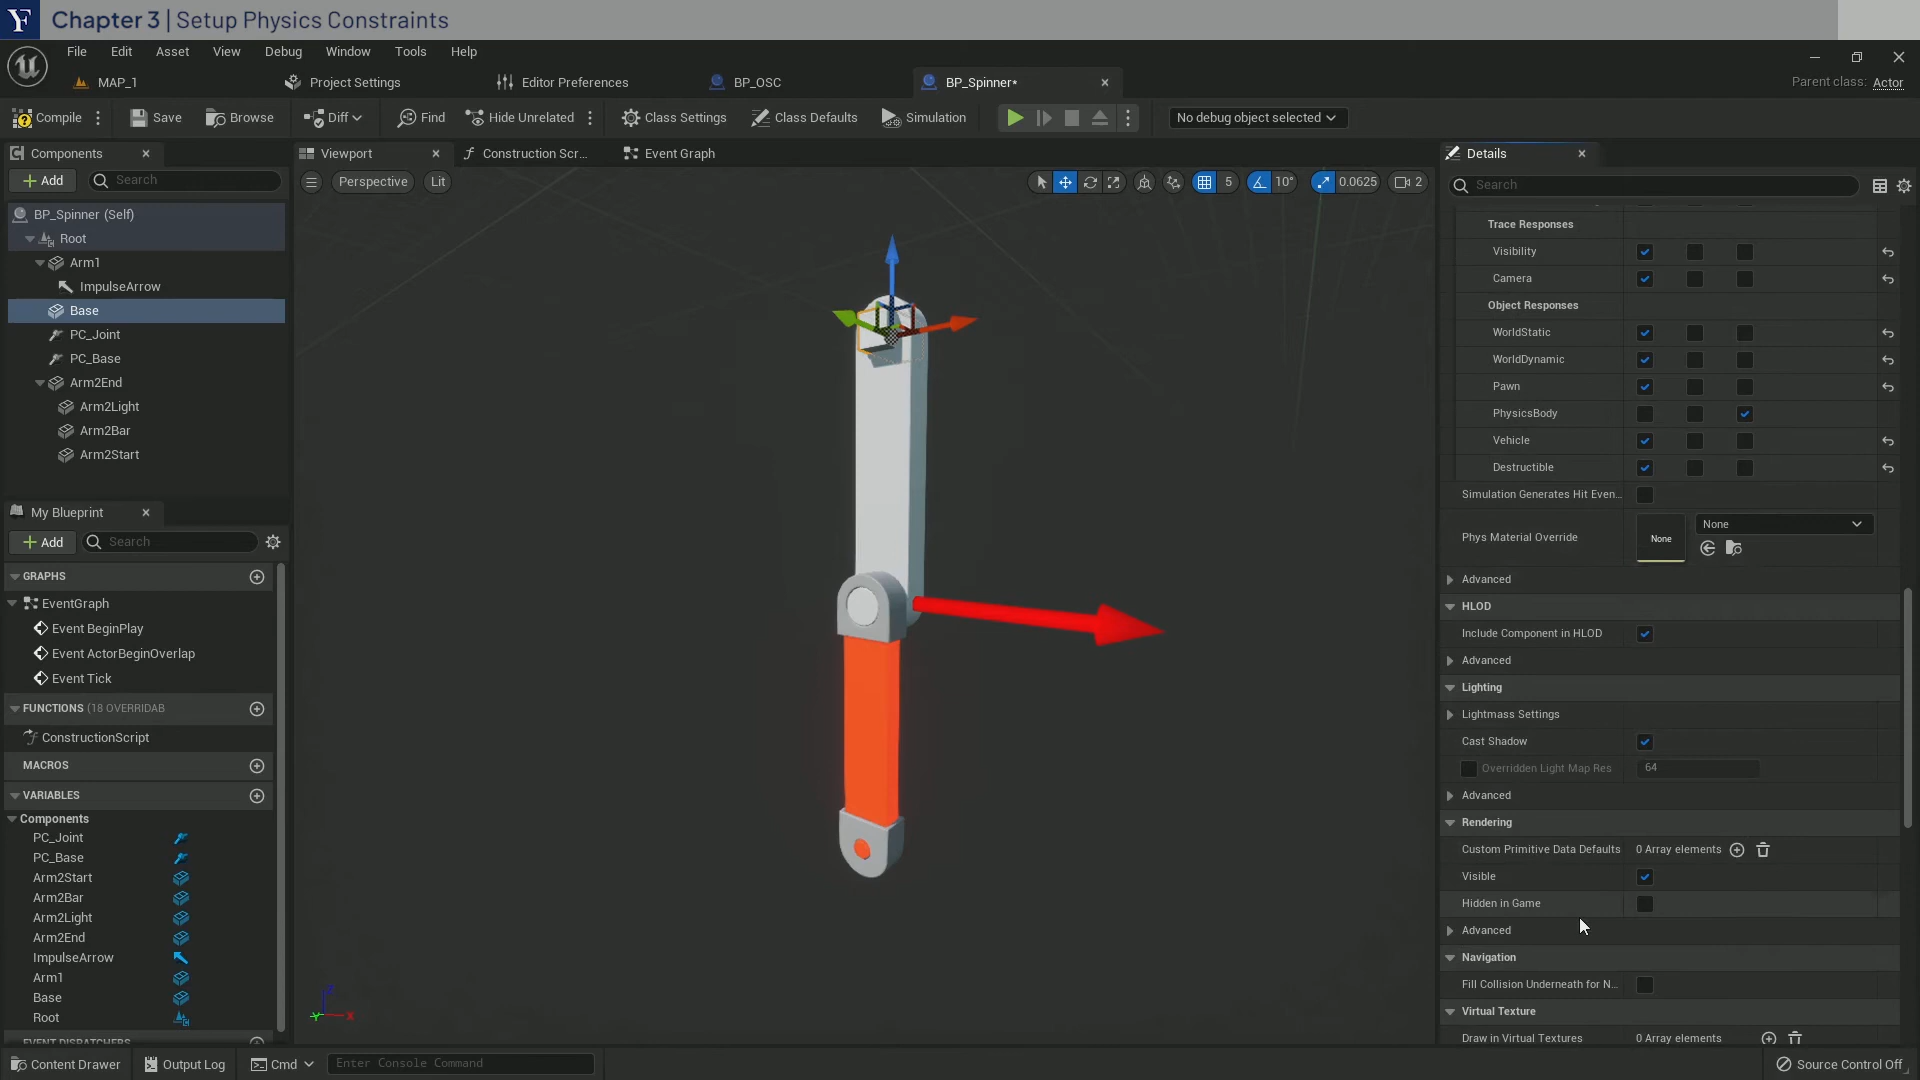 Chapter 3 | Setup Physics Constraints
File Edit Asset View Debug Window Tools Help
MAP_1 Project Settings Editor Preferences BP_OSC BP_Spinner* Parent class: Actor
Compile Save Browse Diff Find Hide Unrelated Class Settings Class Defaults Simulation No debug object selected
Components
Add Search
BP_Spinner (Self)
Root
Arm1
ImpulseArrow
Base
PC_Joint
PC_Base
Arm2End
Arm2Light
Arm2Bar
Arm2Start
My Blueprint
Add Search
GRAPHS
EventGraph
Event BeginPlay
Event ActorBeginOverlap
Event Tick
FUNCTIONS (18 OVERRIDAB
ConstructionScript
MACROS
VARIABLES
Components
PC_Joint
PC_Base
Arm2Start
Arm2Bar
Arm2Light
Arm2End
ImpulseArrow
Arm1
Base
Root
EVENT DISPATCHERS
Viewport Construction Scr... Event Graph
Perspective Lit 5 10° 0.0625 2
Z
Y X
Details
Search
Trace Responses
Visibility
Camera
Object Responses
WorldStatic
WorldDynamic
Pawn
PhysicsBody
Vehicle
Destructible
Simulation Generates Hit Even...
Phys Material Override None None
Advanced
HLOD
Include Component in HLOD
Advanced
Lighting
Lightmass Settings
Cast Shadow
Overridden Light Map Res 64
Advanced
Rendering
Custom Primitive Data Defaults 0 Array elements
Visible
Hidden in Game
Advanced
Navigation
Fill Collision Underneath for N...
Virtual Texture
Draw in Virtual Textures 0 Array elements
Content Drawer Output Log Cmd Enter Console Command Source Control Off